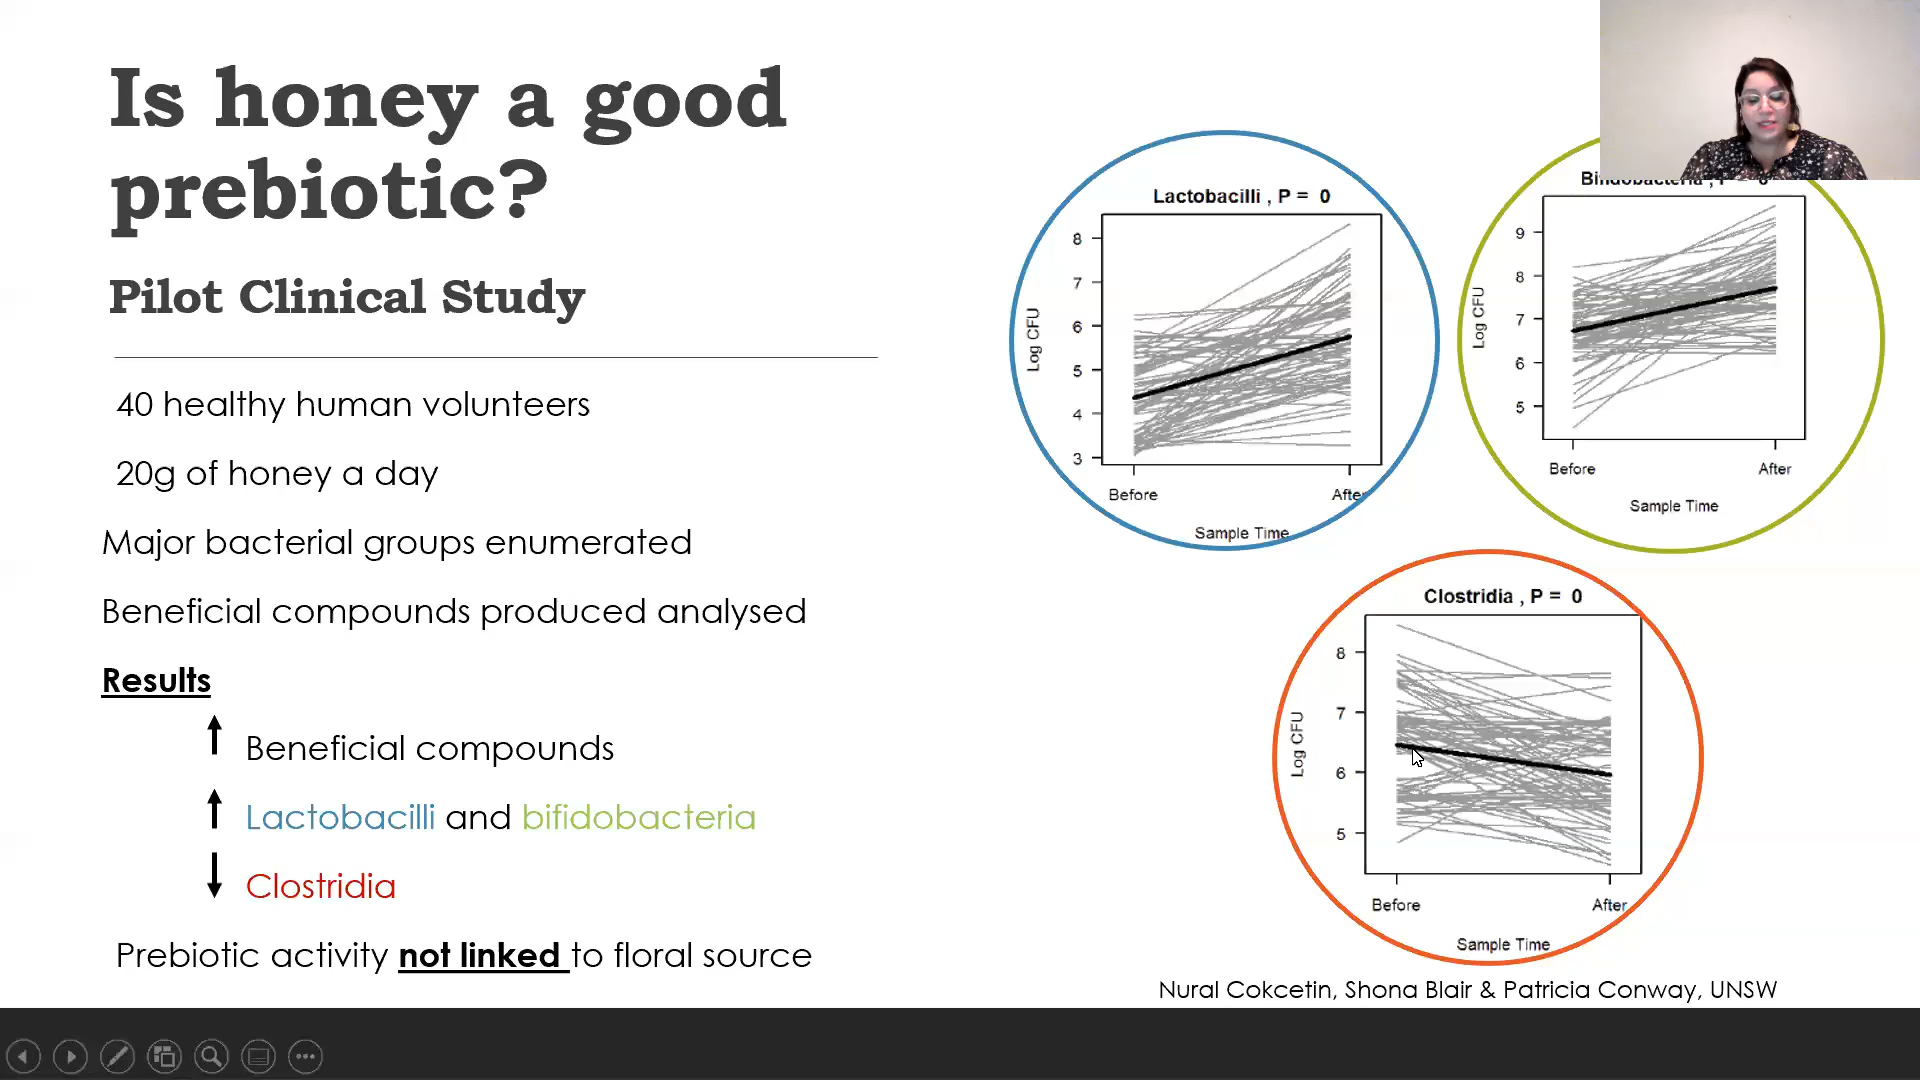 Is honey a good
prebiotic?
Pilot Clinical Study
40 healthy human volunteers
20g of honey a day
Major bacterial groups enumerated
Beneficial compounds produced analysed
Results
Beneficial compounds
Lactobacilli and bifidobacteria
Clostridia
Prebiotic activity not linked to floral source
Lactobacilli , P = 0
8
7
6
5
4
3
Log CFU
Before
After
Sample Time
9
8
7
6
5
Log CFU
Before
After
Sample Time
Clostridia , P = 0
8
7
6
5
Log CFU
Before
After
Sample Time
Nural Cokcetin, Shona Blair & Patricia Conway, UNSW